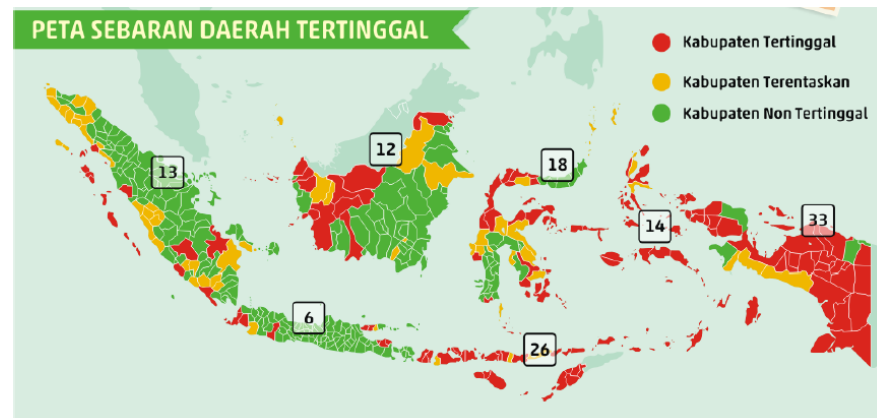 PETA SEBARAN DAERAH TERTINGGAL
Kabupaten Tertinggal
Kabupaten Terentaskan
Kabupaten Non Tertinggal
13
12
18
14
33
6
26